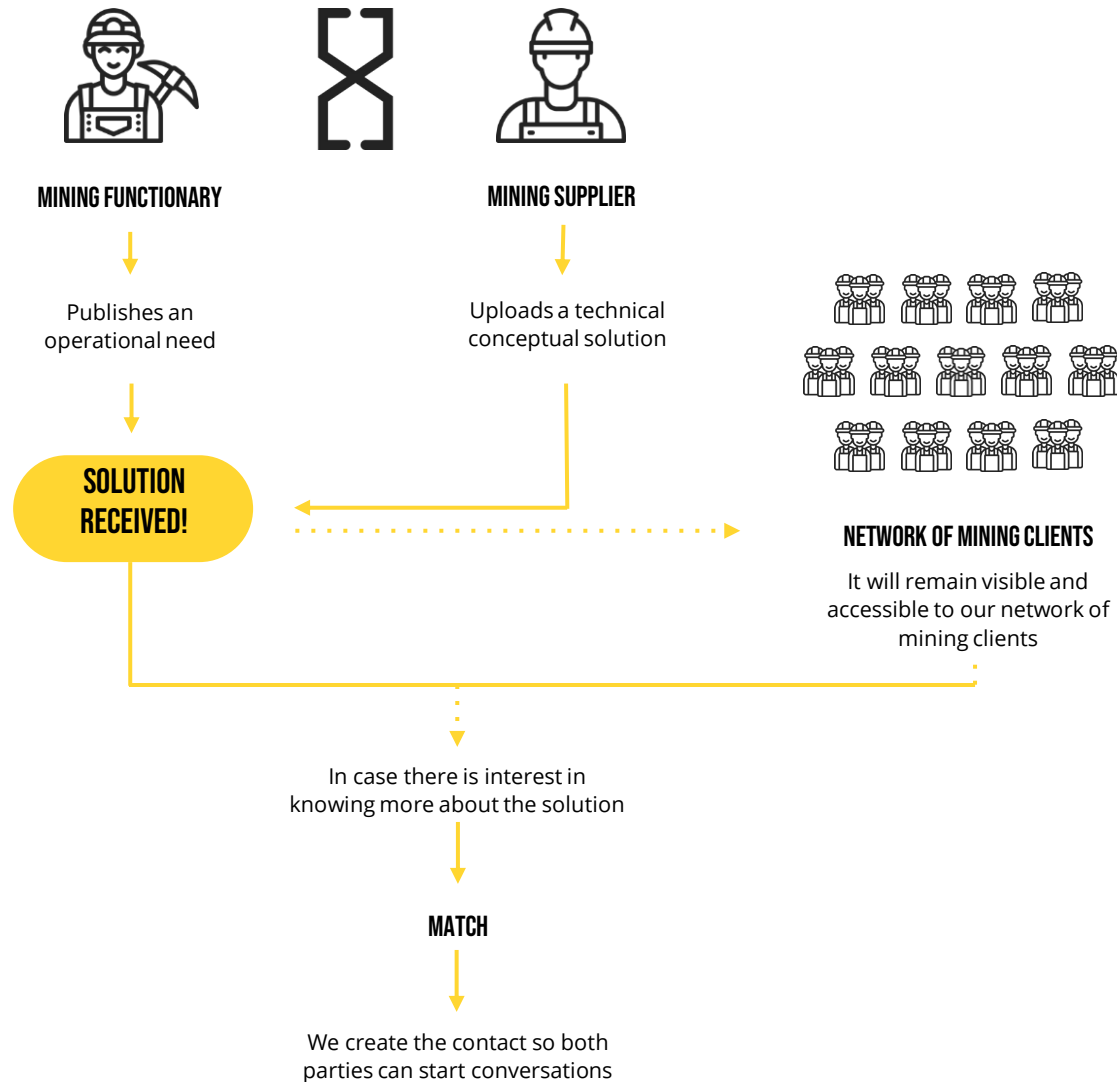 MINING FUNCTIONARY
MINING SUPPLIER
Publishes an
operational need
Uploads a technical
conceptual solution
SOLUTION
RECEIVED!
NETWORK OF MINING CLIENTS
It will remain visible and
accessible to our network of
mining clients
In case there is interest in
knowing more about the solution
MATCH
We create the contact so both
parties can start conversations